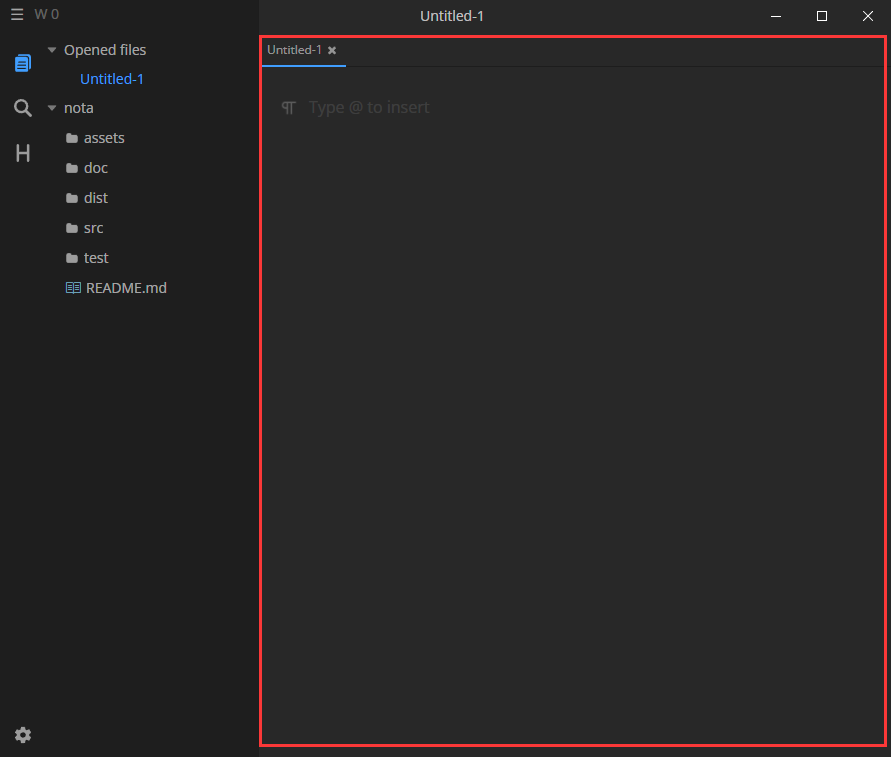 W 0
Untitled-1
Opened files
Untitled-1
nota
assets
doc
dist
src
test
README.md
H
Untitled-1
Type @ to insert